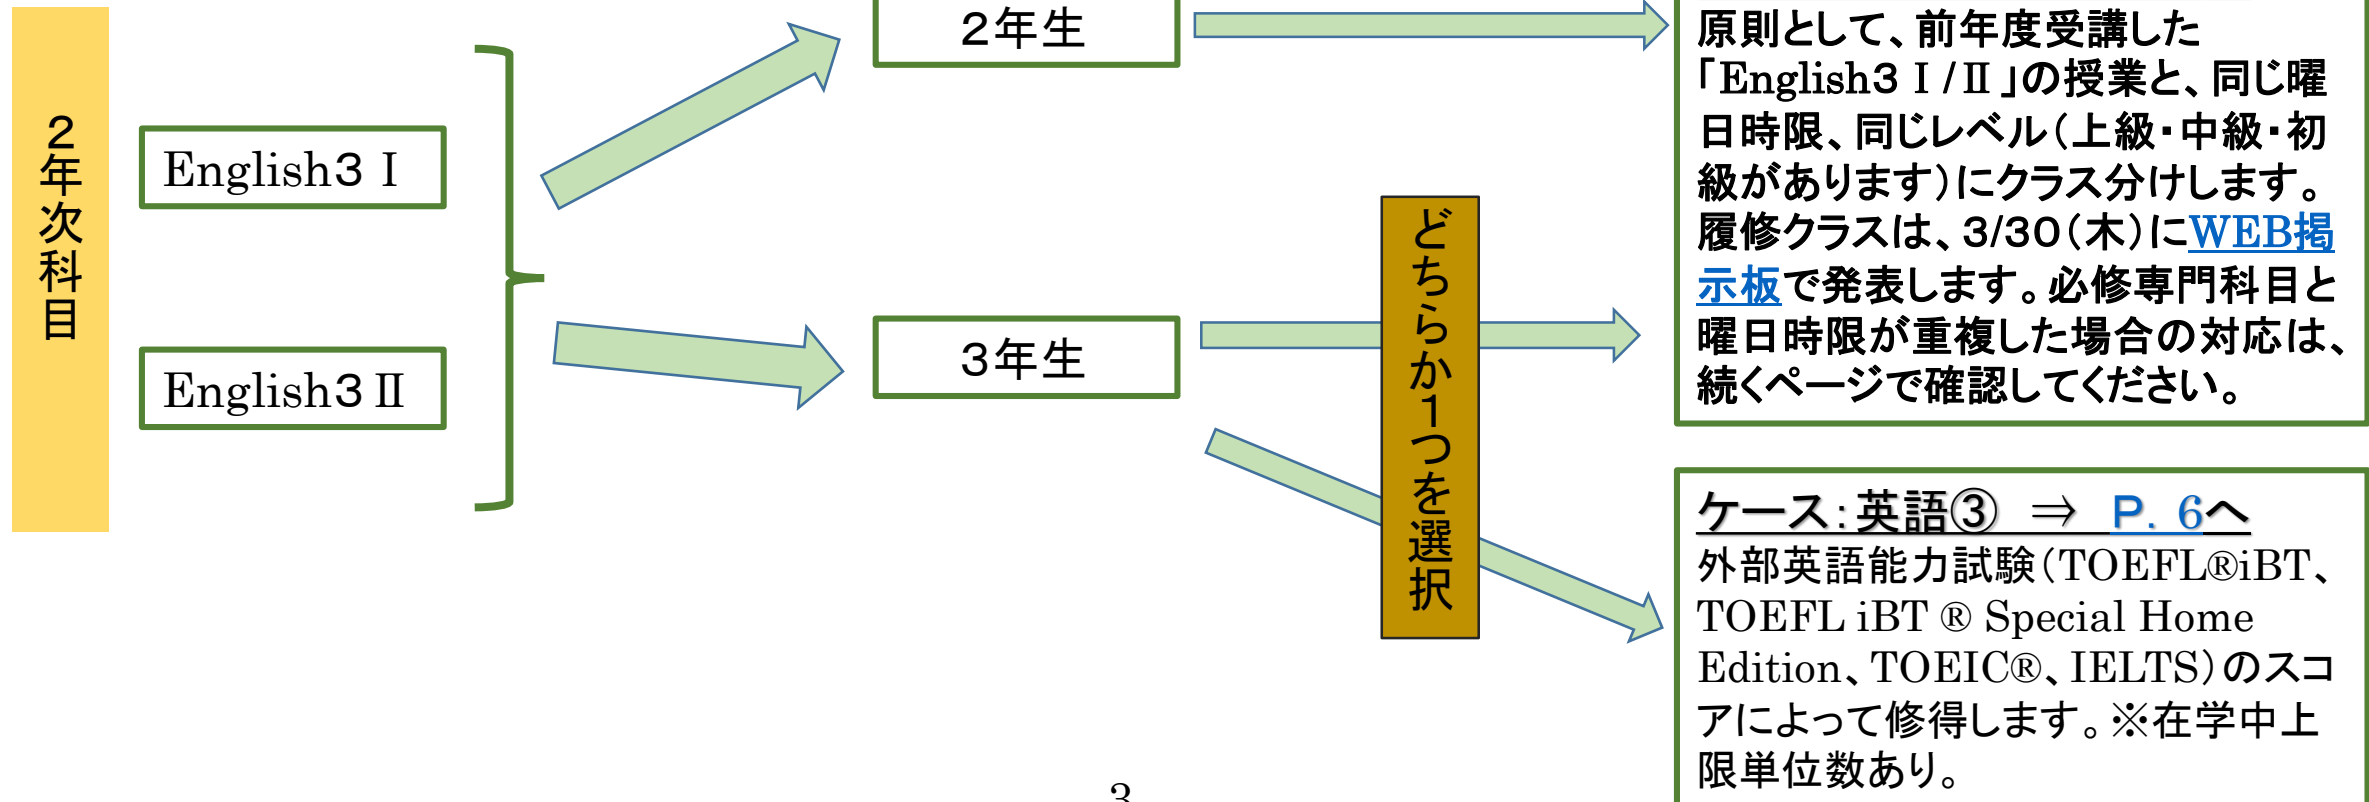 2年次科目
English3 Ⅰ
English3 Ⅱ
2年生
3年生
どちらか1つを選択
原則として、前年度受講した
「English3 Ⅰ/Ⅱ」の授業と、同じ曜
日時限、同じレベル(上級・中級・初
級があります)にクラス分けします。
履修クラスは、3/30(木)にWEB掲
示板で発表します。必修専門科目と
曜日時限が重複した場合の対応は、
続くページで確認してください。
ケース:英語③ ⇒ P. 6へ
外部英語能力試験(TOEFL®iBT、
TOEFL iBT ® Special Home
Edition、TOEIC®、IELTS)のスコ
アによって修得します。※在学中上
限単位数あり。
3